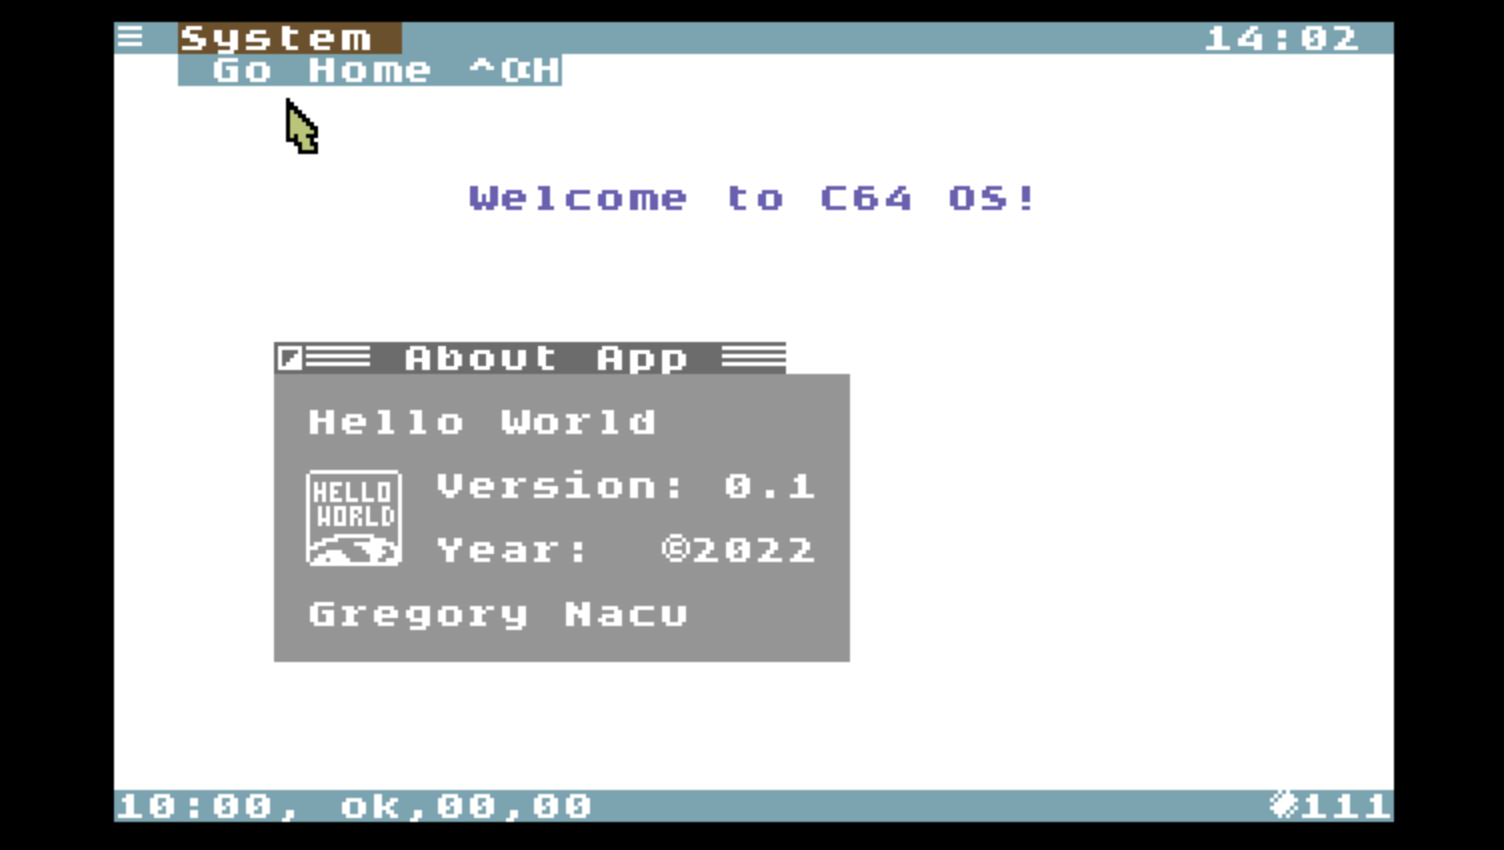 System 14:02
Go Home ^H
Welcome to C64 OS!
About App
Hello World
HELLO
WORLD
Version: 0.1
Year: ©2022
Gregory Nacu
10:00, ok,00,00
111